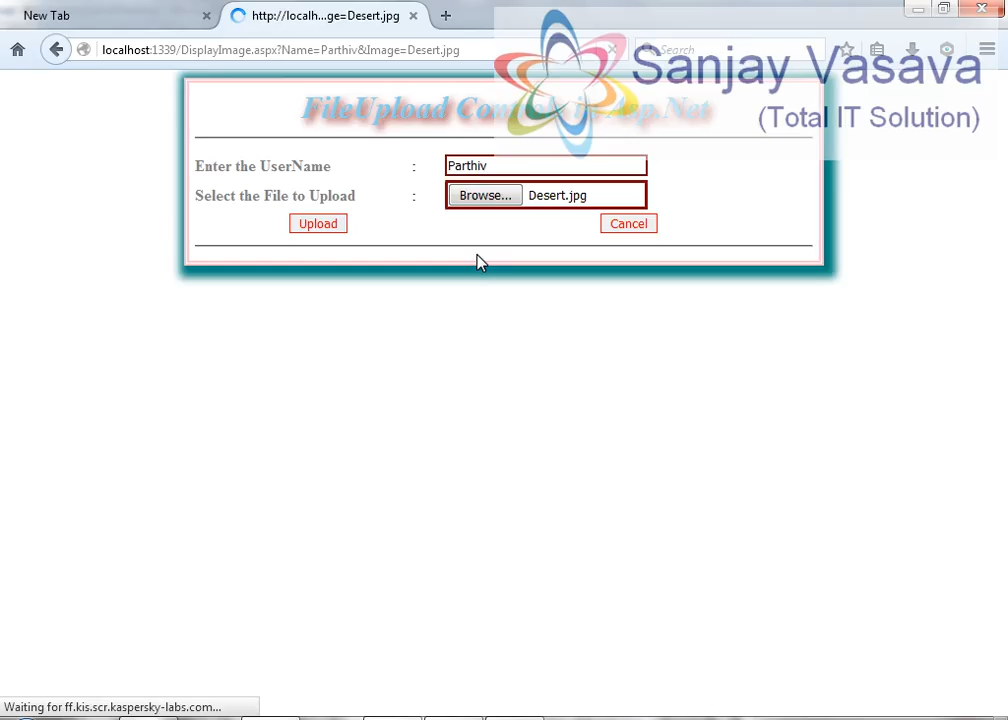 New Tab
http://localh...ge=Desert.jpg
localhost:1339/DisplayImage.aspx?Name=Parthiv&Image=Desert.jpg
Search
Sanjay Vasava
(Total IT Solution)
FileUpload Control in Asp.Net
Enter the UserName : Parthiv
Select the File to Upload : Browse... Desert.jpg
Upload Cancel
Waiting for ff.kis.scr.kaspersky-labs.com...